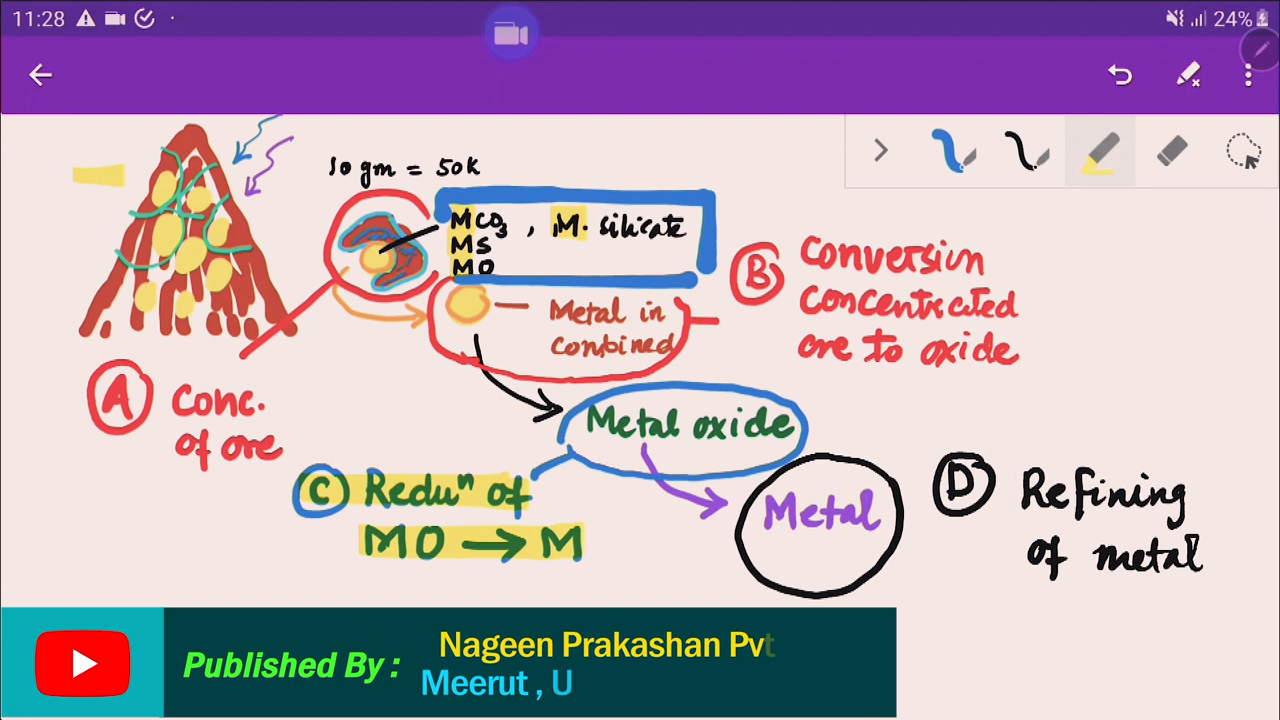 11:28
24%
10 gm = 50K
MCO3 , M. silicate
MS
MO
Metal in
combined
B Conversion
concentrated
ore to oxide
A Conc.
of ore
Metal oxide
C Reduⁿ of
MO → M
Metal
D Refining
of metal
Published By : Nageen Prakashan Pvt
Meerut , U